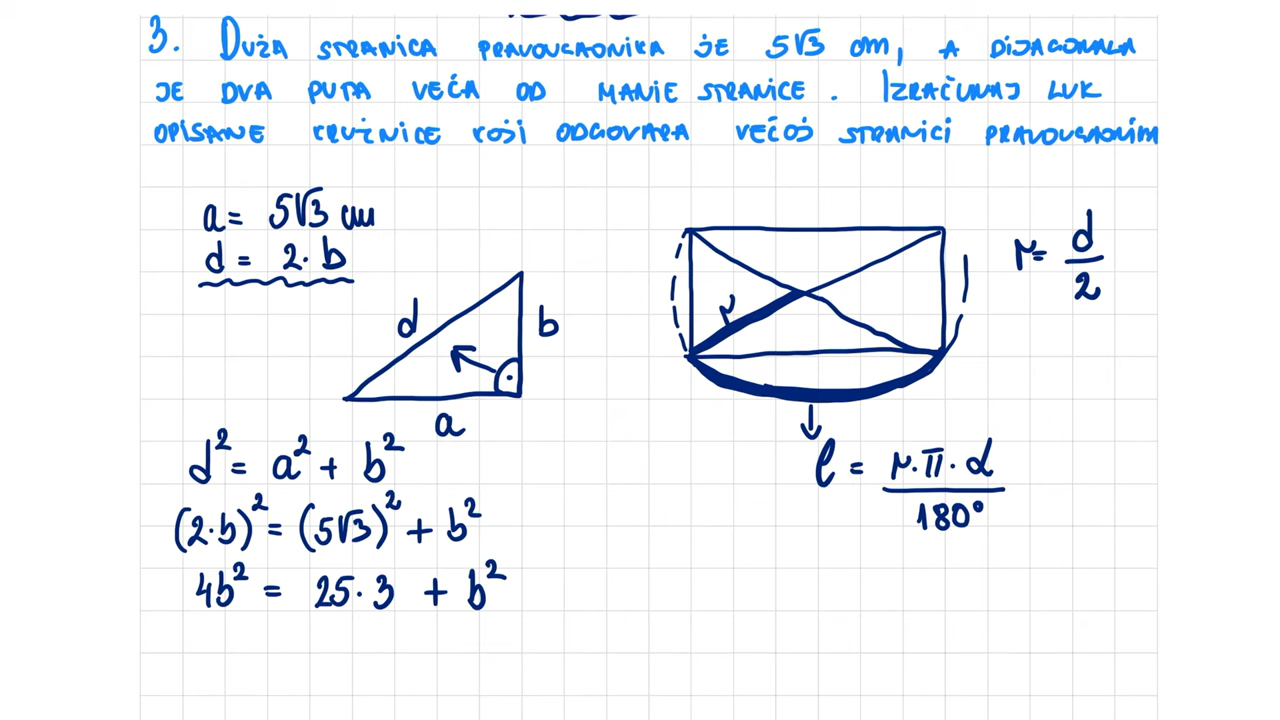 3. DUŽA STRANICA PRAVOUGAONIKA JE 5√3 cm, A DIJAGONALA
JE DVA PUTA VEĆA OD MANJE STRANICE. IZRAČUNAJ LUK
OPISANE KRUŽNICE KOJI ODGOVARA VEĆOJ STRANICI PRAVOUGAONIKA
a = 5√3 cm
d = 2·b
d
b
a
d² = a² + b²
(2·b)² = (5√3)² + b²
4b² = 25·3 + b²
r
r = d/2
l = r·π·α/180°